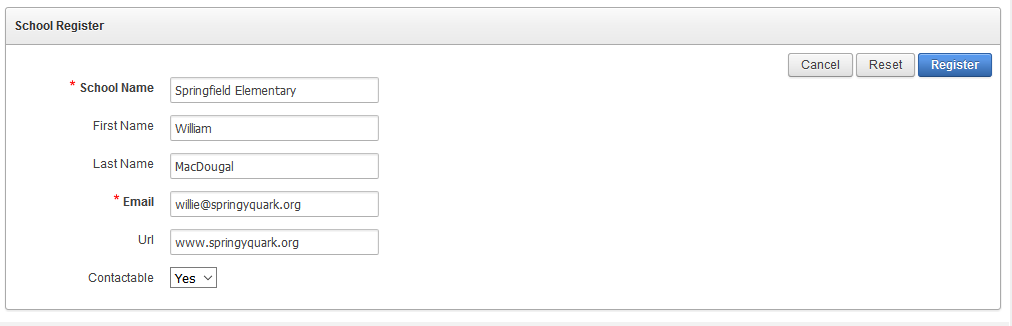 School Register
Cancel Reset Register
* School Name Springfield Elementary
First Name William
Last Name MacDougal
* Email willie@springyquark.org
Url www.springyquark.org
Contactable Yes